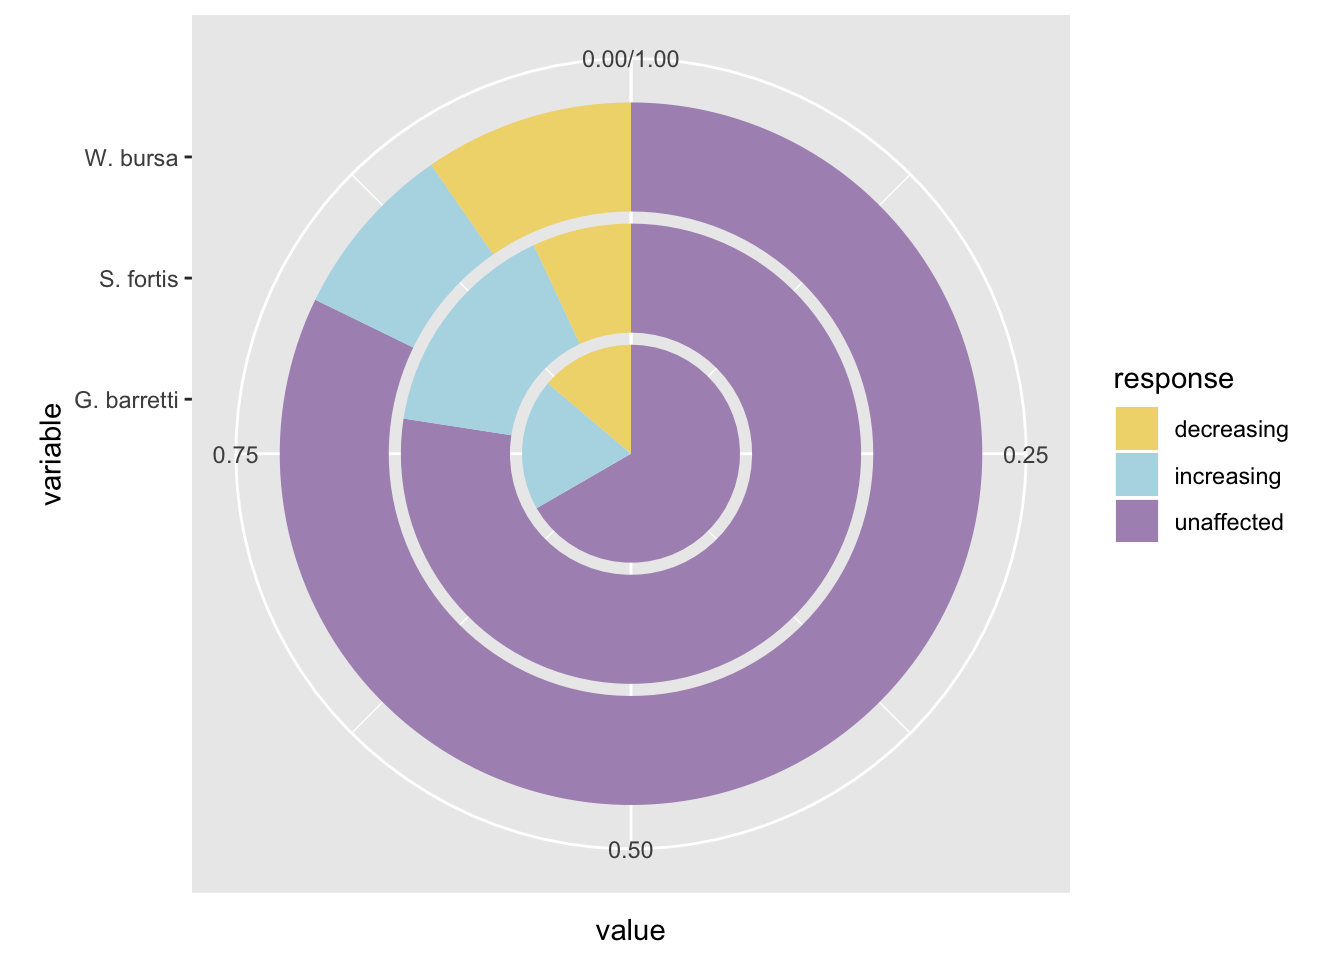 0.00/1.00
W. bursa
S. fortis
G. barretti
variable
0.75
0.25
0.50
value
response
decreasing
increasing
unaffected